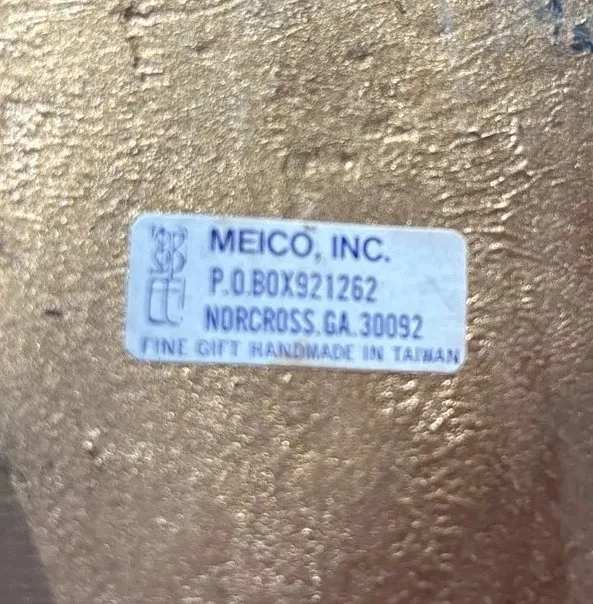 MEICO, INC.
P.O.BOX921262
NORCROSS.GA.30092
FINE GIFT HANDMADE IN TAIWAN